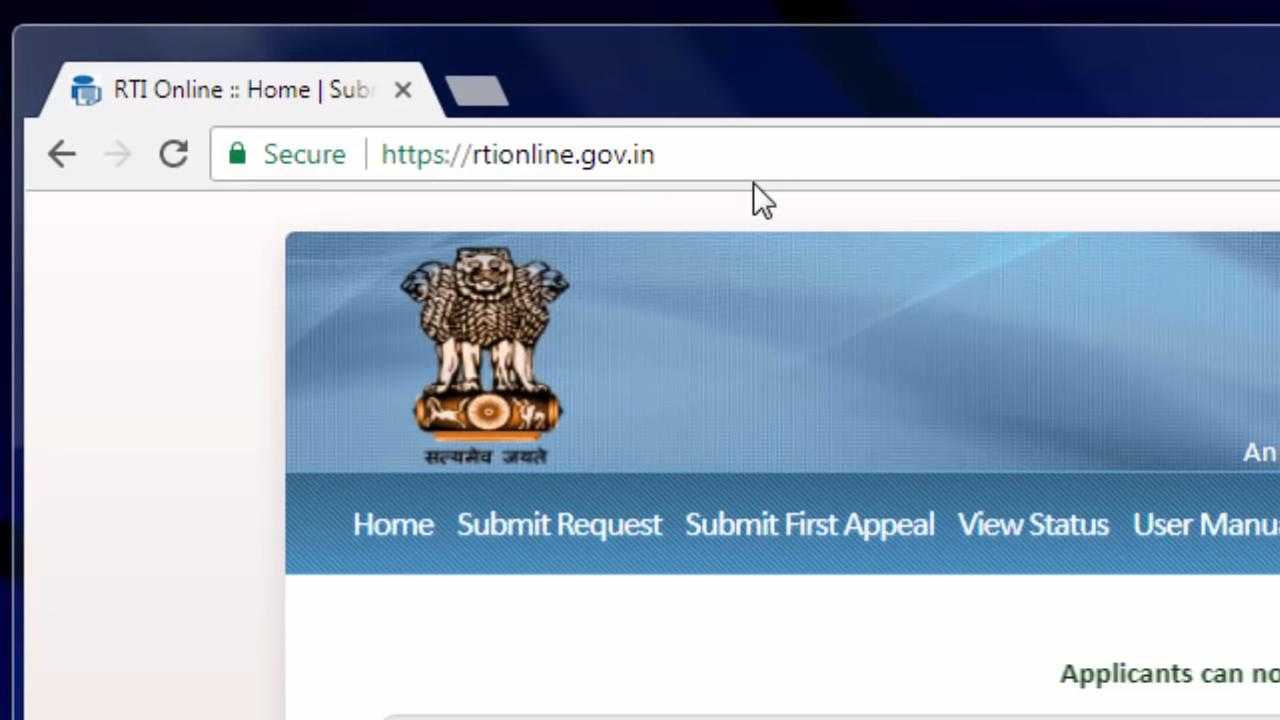 RTI Online :: Home | Sub
Secure https://rtionline.gov.in
सत्यमेव जयते
An
Home Submit Request Submit First Appeal View Status User Manua
Applicants can no